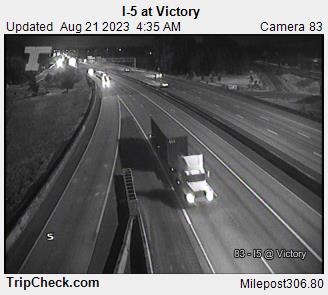 I-5 at Victory
Updated Aug 21 2023 4:35 AM Camera 83
T
S
83 - I5 @ Victory
TripCheck.com Milepost306.80